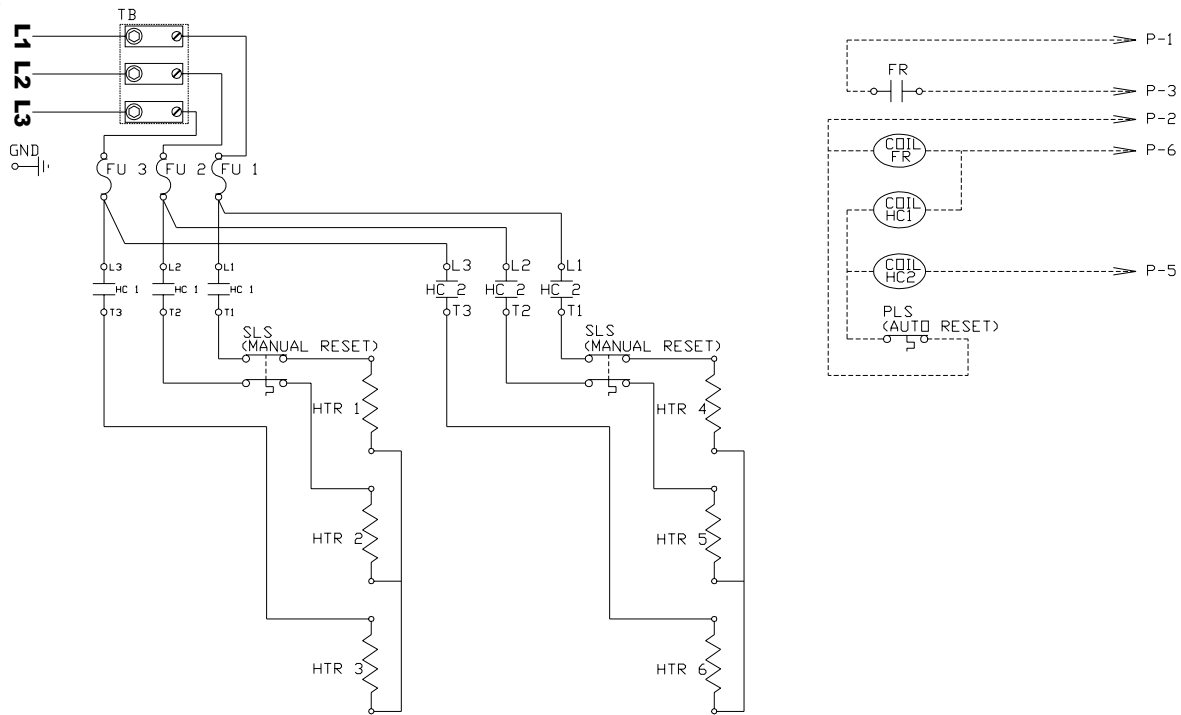 TB
L1
L2
L3
GND
FU 3
FU 2
FU 1
L3
L2
L1
HC 1
HC 1
HC 1
T3
T2
T1
L3
L2
L1
HC 2
HC 2
HC 2
T3
T2
T1
SLS
(MANUAL RESET)
HTR 1
HTR 2
HTR 3
SLS
(MANUAL RESET)
HTR 4
HTR 5
HTR 6
P-1
FR
P-3
P-2
COIL
FR
P-6
COIL
HC1
COIL
HC2
P-5
PLS
(AUTO RESET)